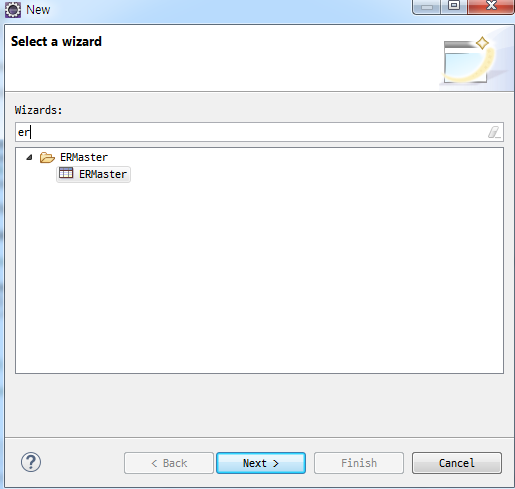 New
Select a wizard
Wizards:
er
ERMaster
ERMaster
?
< Back Next > Finish Cancel